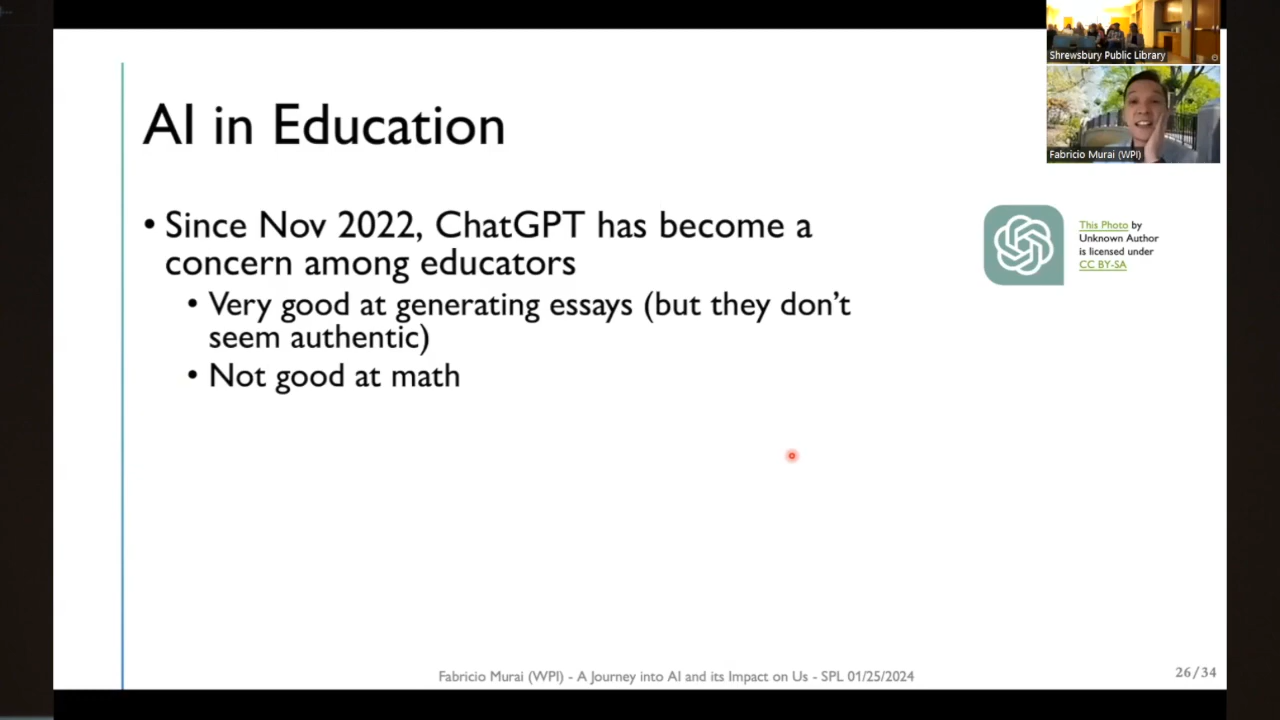 Shrewsbury Public Library
Fabricio Murai (WPI)
AI in Education
• Since Nov 2022, ChatGPT has become a
concern among educators
• Very good at generating essays (but they don't
seem authentic)
• Not good at math
This Photo by
Unknown Author
is licensed under
CC BY-SA
Fabricio Murai (WPI) - A Journey into AI and its Impact on Us - SPL 01/25/2024
26/34